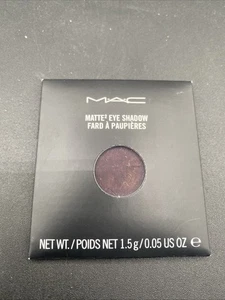 MAC
MATTE² EYE SHADOW
FARD À PAUPIÈRES
NET WT./POIDS NET 1.5 g/0.05 US OZ ℮